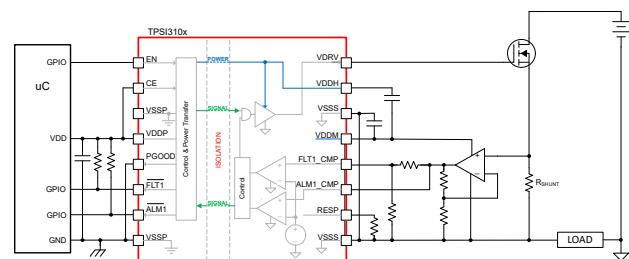 TPSI310x
uC
GPIO
VDD
GPIO
GPIO
GND
EN
CE
VSSP
VDDP
PGOOD
FLT1
ALM1
VSSP
Control & Power Transfer
POWER
SIGNAL
ISOLATION
SIGNAL
Control
VDRV
VDDH
VSSS
VDDM
FLT1_CMP
ALM1_CMP
RESP
VSSS
RSHUNT
LOAD